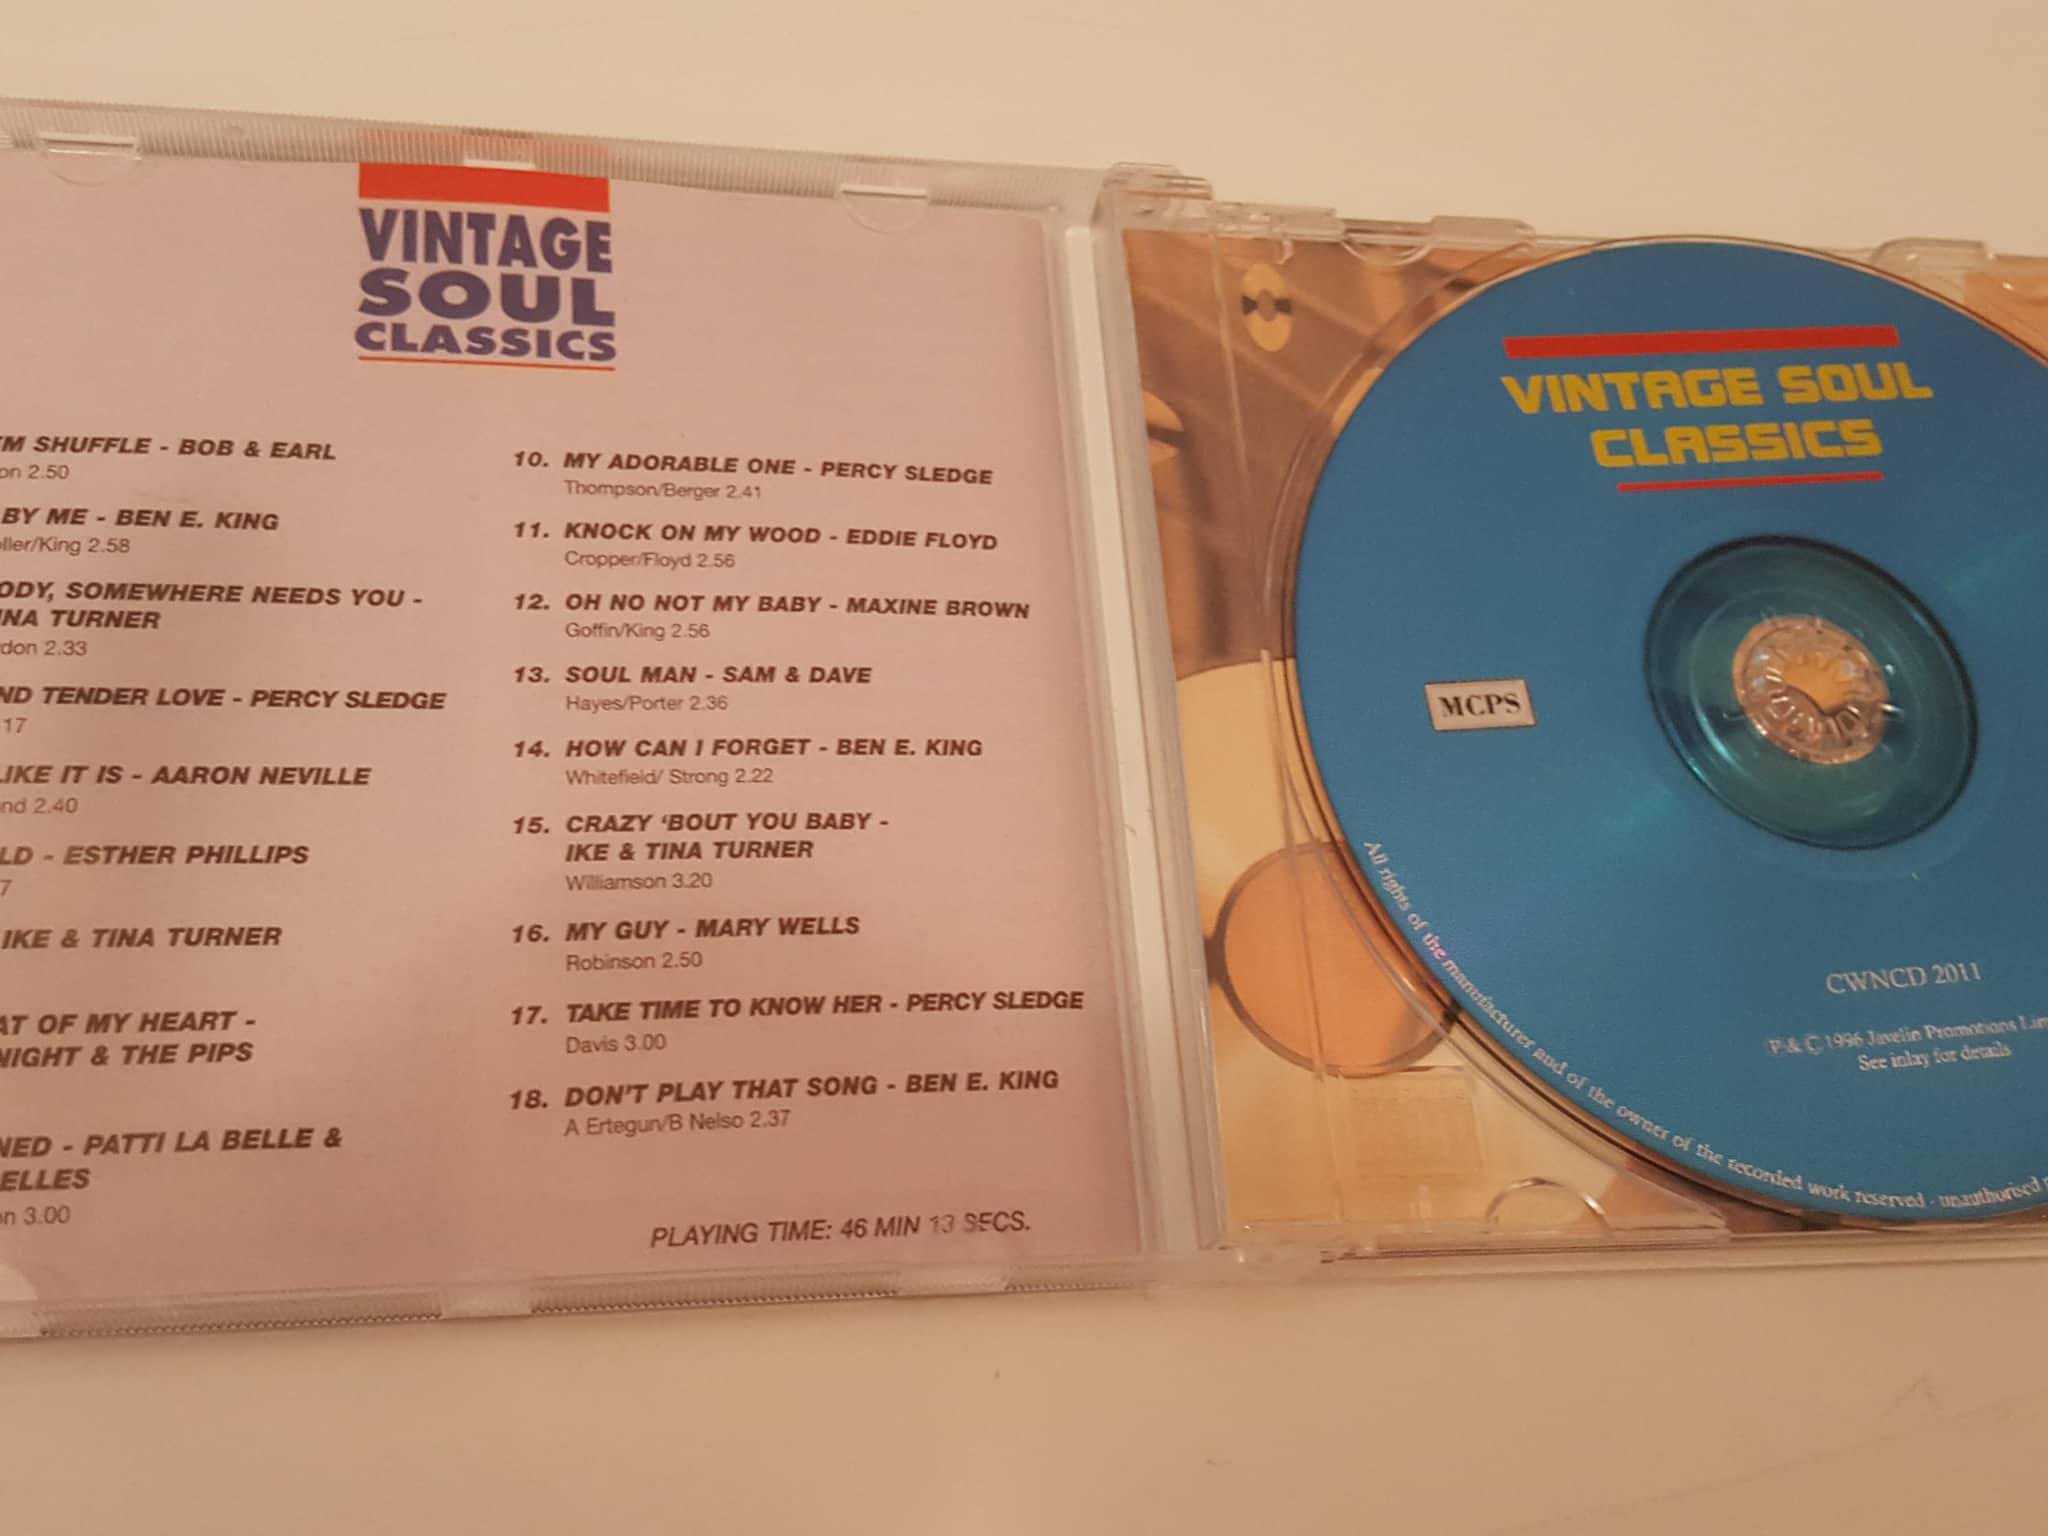 VINTAGE
SOUL
CLASSICS
'M SHUFFLE - BOB & EARL
on 2.50
BY ME - BEN E. KING
ller/King 2.58
ODY, SOMEWHERE NEEDS YOU -
INA TURNER
don 2.33
ND TENDER LOVE - PERCY SLEDGE
17
LIKE IT IS - AARON NEVILLE
nd 2.40
LD - ESTHER PHILLIPS
7
IKE & TINA TURNER
AT OF MY HEART -
NIGHT & THE PIPS
NED - PATTI LA BELLE &
ELLES
on 3.00
10. MY ADORABLE ONE - PERCY SLEDGE
Thompson/Berger 2.41
11. KNOCK ON MY WOOD - EDDIE FLOYD
Cropper/Floyd 2.56
12. OH NO NOT MY BABY - MAXINE BROWN
Goffin/King 2.56
13. SOUL MAN - SAM & DAVE
Hayes/Porter 2.36
14. HOW CAN I FORGET - BEN E. KING
Whitefield/ Strong 2.22
15. CRAZY 'BOUT YOU BABY -
IKE & TINA TURNER
Williamson 3.20
16. MY GUY - MARY WELLS
Robinson 2.50
17. TAKE TIME TO KNOW HER - PERCY SLEDGE
Davis 3.00
18. DON'T PLAY THAT SONG - BEN E. KING
A Ertegun/B Nelso 2.37
PLAYING TIME: 46 MIN 13 SECS.
VINTAGE SOUL
CLASSICS
MCPS
CWNCD 2011
P & © 1996 Javelin Promotions Lim
See inlay for details
All rights of the manufacturer and of the owner of the recorded work reserved - unauthorised